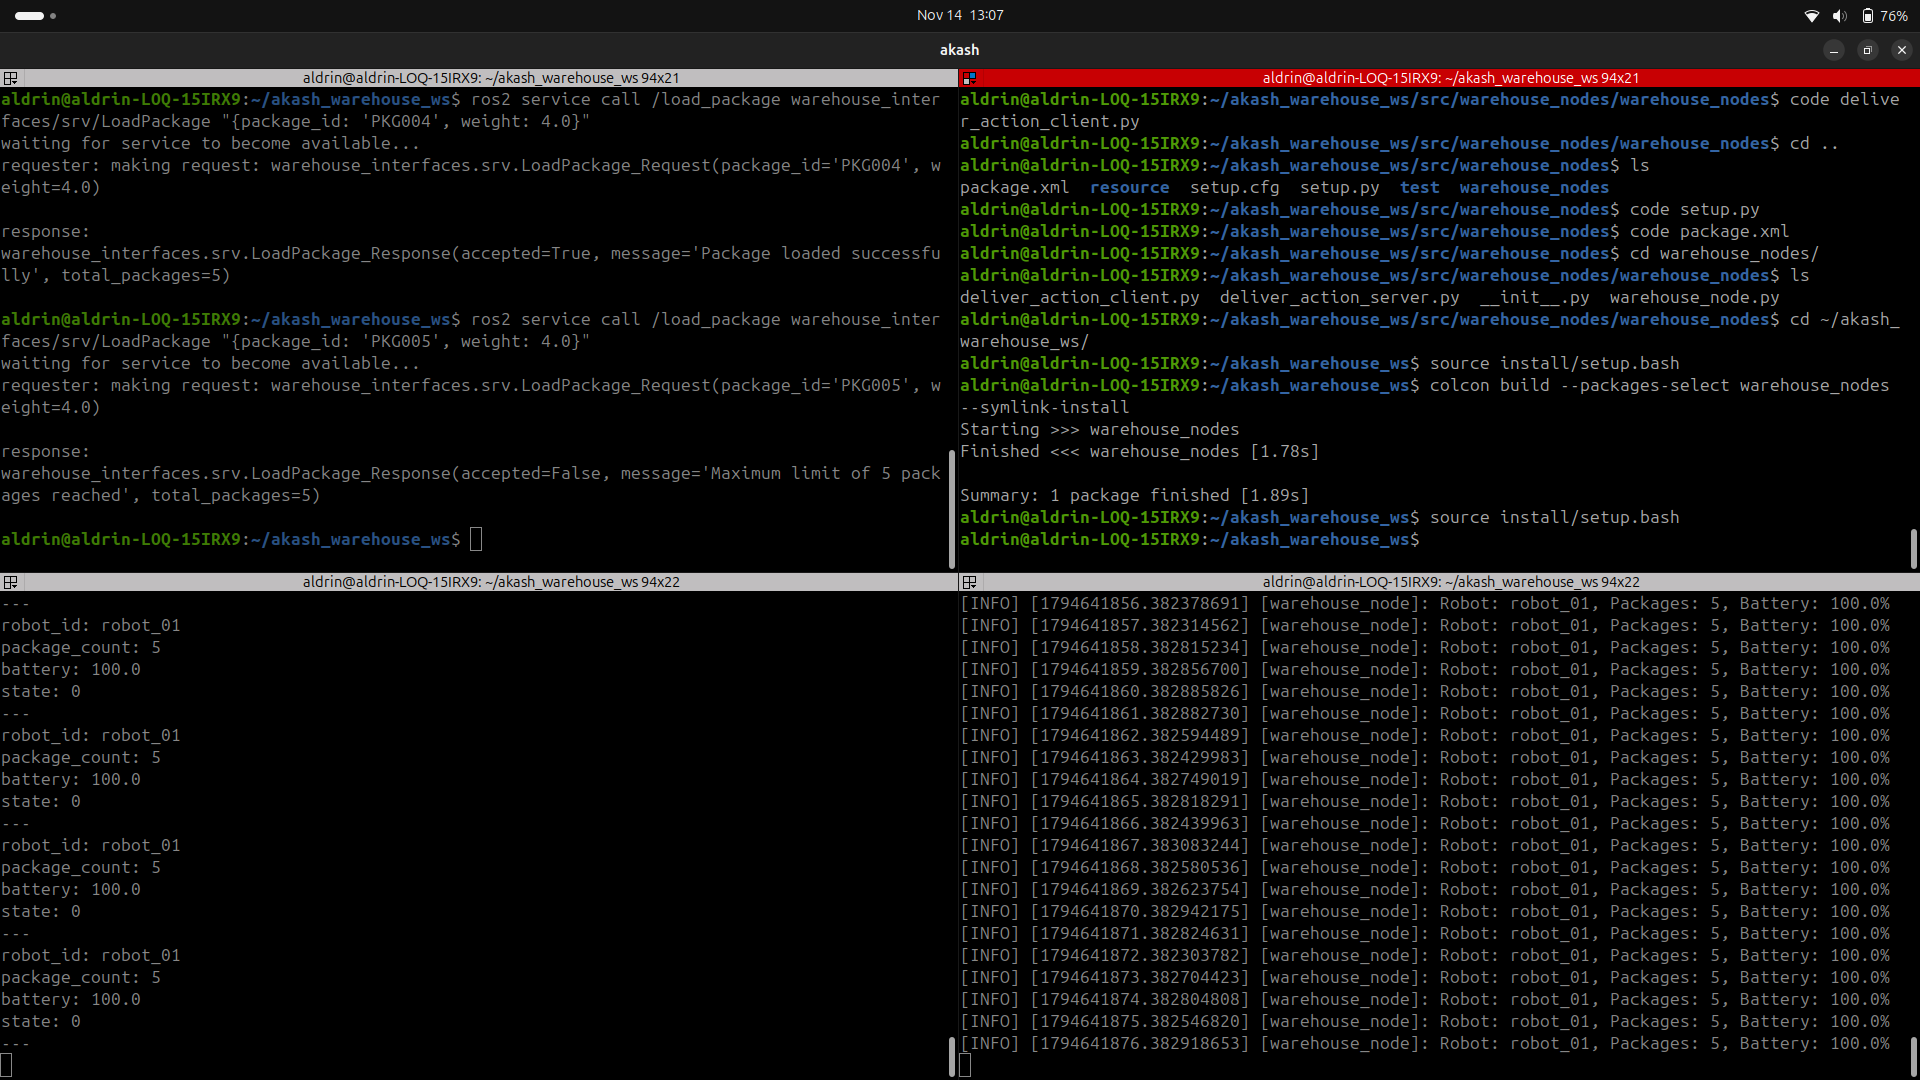 Nov 14 13:07
76%
akash
aldrin@aldrin-LOQ-15IRX9: ~/akash_warehouse_ws 94x21
aldrin@aldrin-LOQ-15IRX9:~/akash_warehouse_ws$ ros2 service call /load_package warehouse_inter
faces/srv/LoadPackage "{package_id: 'PKG004', weight: 4.0}"
waiting for service to become available...
requester: making request: warehouse_interfaces.srv.LoadPackage_Request(package_id='PKG004', w
eight=4.0)
response:
warehouse_interfaces.srv.LoadPackage_Response(accepted=True, message='Package loaded successfu
lly', total_packages=5)
aldrin@aldrin-LOQ-15IRX9:~/akash_warehouse_ws$ ros2 service call /load_package warehouse_inter
faces/srv/LoadPackage "{package_id: 'PKG005', weight: 4.0}"
waiting for service to become available...
requester: making request: warehouse_interfaces.srv.LoadPackage_Request(package_id='PKG005', w
eight=4.0)
response:
warehouse_interfaces.srv.LoadPackage_Response(accepted=False, message='Maximum limit of 5 pack
ages reached', total_packages=5)
aldrin@aldrin-LOQ-15IRX9:~/akash_warehouse_ws$
aldrin@aldrin-LOQ-15IRX9: ~/akash_warehouse_ws 94x21
aldrin@aldrin-LOQ-15IRX9:~/akash_warehouse_ws/src/warehouse_nodes/warehouse_nodes$ code delive
r_action_client.py
aldrin@aldrin-LOQ-15IRX9:~/akash_warehouse_ws/src/warehouse_nodes/warehouse_nodes$ cd ..
aldrin@aldrin-LOQ-15IRX9:~/akash_warehouse_ws/src/warehouse_nodes$ ls
package.xml  resource  setup.cfg  setup.py  test  warehouse_nodes
aldrin@aldrin-LOQ-15IRX9:~/akash_warehouse_ws/src/warehouse_nodes$ code setup.py
aldrin@aldrin-LOQ-15IRX9:~/akash_warehouse_ws/src/warehouse_nodes$ code package.xml
aldrin@aldrin-LOQ-15IRX9:~/akash_warehouse_ws/src/warehouse_nodes$ cd warehouse_nodes/
aldrin@aldrin-LOQ-15IRX9:~/akash_warehouse_ws/src/warehouse_nodes/warehouse_nodes$ ls
deliver_action_client.py  deliver_action_server.py  __init__.py  warehouse_node.py
aldrin@aldrin-LOQ-15IRX9:~/akash_warehouse_ws/src/warehouse_nodes/warehouse_nodes$ cd ~/akash_
warehouse_ws/
aldrin@aldrin-LOQ-15IRX9:~/akash_warehouse_ws$ source install/setup.bash
aldrin@aldrin-LOQ-15IRX9:~/akash_warehouse_ws$ colcon build --packages-select warehouse_nodes
--symlink-install
Starting >>> warehouse_nodes
Finished <<< warehouse_nodes [1.78s]
Summary: 1 package finished [1.89s]
aldrin@aldrin-LOQ-15IRX9:~/akash_warehouse_ws$ source install/setup.bash
aldrin@aldrin-LOQ-15IRX9:~/akash_warehouse_ws$
aldrin@aldrin-LOQ-15IRX9: ~/akash_warehouse_ws 94x22
---
robot_id: robot_01
package_count: 5
battery: 100.0
state: 0
---
robot_id: robot_01
package_count: 5
battery: 100.0
state: 0
---
robot_id: robot_01
package_count: 5
battery: 100.0
state: 0
---
robot_id: robot_01
package_count: 5
battery: 100.0
state: 0
---
aldrin@aldrin-LOQ-15IRX9: ~/akash_warehouse_ws 94x22
[INFO] [1794641856.382378691] [warehouse_node]: Robot: robot_01, Packages: 5, Battery: 100.0%
[INFO] [1794641857.382314562] [warehouse_node]: Robot: robot_01, Packages: 5, Battery: 100.0%
[INFO] [1794641858.382815234] [warehouse_node]: Robot: robot_01, Packages: 5, Battery: 100.0%
[INFO] [1794641859.382856700] [warehouse_node]: Robot: robot_01, Packages: 5, Battery: 100.0%
[INFO] [1794641860.382885826] [warehouse_node]: Robot: robot_01, Packages: 5, Battery: 100.0%
[INFO] [1794641861.382882730] [warehouse_node]: Robot: robot_01, Packages: 5, Battery: 100.0%
[INFO] [1794641862.382594489] [warehouse_node]: Robot: robot_01, Packages: 5, Battery: 100.0%
[INFO] [1794641863.382429983] [warehouse_node]: Robot: robot_01, Packages: 5, Battery: 100.0%
[INFO] [1794641864.382749019] [warehouse_node]: Robot: robot_01, Packages: 5, Battery: 100.0%
[INFO] [1794641865.382818291] [warehouse_node]: Robot: robot_01, Packages: 5, Battery: 100.0%
[INFO] [1794641866.382439963] [warehouse_node]: Robot: robot_01, Packages: 5, Battery: 100.0%
[INFO] [1794641867.383083244] [warehouse_node]: Robot: robot_01, Packages: 5, Battery: 100.0%
[INFO] [1794641868.382580536] [warehouse_node]: Robot: robot_01, Packages: 5, Battery: 100.0%
[INFO] [1794641869.382623754] [warehouse_node]: Robot: robot_01, Packages: 5, Battery: 100.0%
[INFO] [1794641870.382942175] [warehouse_node]: Robot: robot_01, Packages: 5, Battery: 100.0%
[INFO] [1794641871.382824631] [warehouse_node]: Robot: robot_01, Packages: 5, Battery: 100.0%
[INFO] [1794641872.382303782] [warehouse_node]: Robot: robot_01, Packages: 5, Battery: 100.0%
[INFO] [1794641873.382704423] [warehouse_node]: Robot: robot_01, Packages: 5, Battery: 100.0%
[INFO] [1794641874.382804808] [warehouse_node]: Robot: robot_01, Packages: 5, Battery: 100.0%
[INFO] [1794641875.382546820] [warehouse_node]: Robot: robot_01, Packages: 5, Battery: 100.0%
[INFO] [1794641876.382918653] [warehouse_node]: Robot: robot_01, Packages: 5, Battery: 100.0%